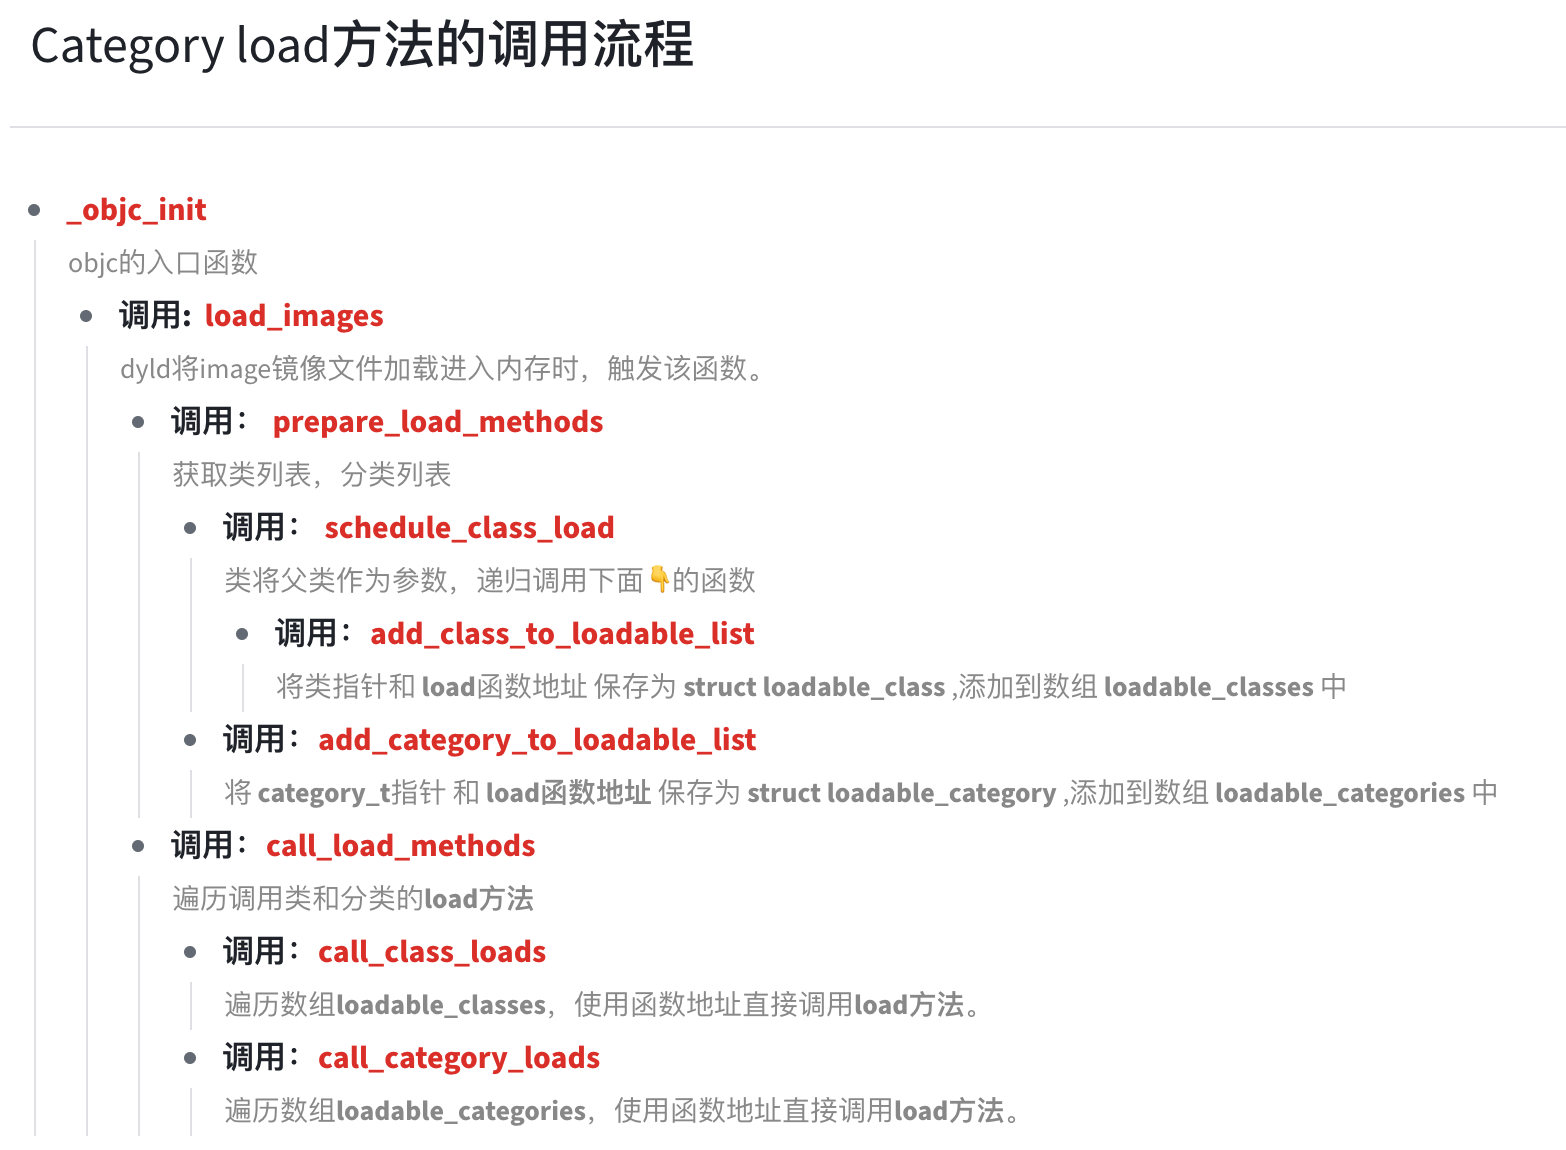 Category load方法的调用流程
_objc_init
objc的入口函数
调用: load_images
dyld将image镜像文件加载进入内存时，触发该函数。
调用： prepare_load_methods
获取类列表，分类列表
调用： schedule_class_load
类将父类作为参数，递归调用下面👇的函数
调用： add_class_to_loadable_list
将类指针和 load函数地址 保存为 struct loadable_class ,添加到数组 loadable_classes 中
调用： add_category_to_loadable_list
将 category_t指针 和 load函数地址 保存为 struct loadable_category ,添加到数组 loadable_categories 中
调用： call_load_methods
遍历调用类和分类的load方法
调用： call_class_loads
遍历数组loadable_classes，使用函数地址直接调用load方法。
调用： call_category_loads
遍历数组loadable_categories，使用函数地址直接调用load方法。